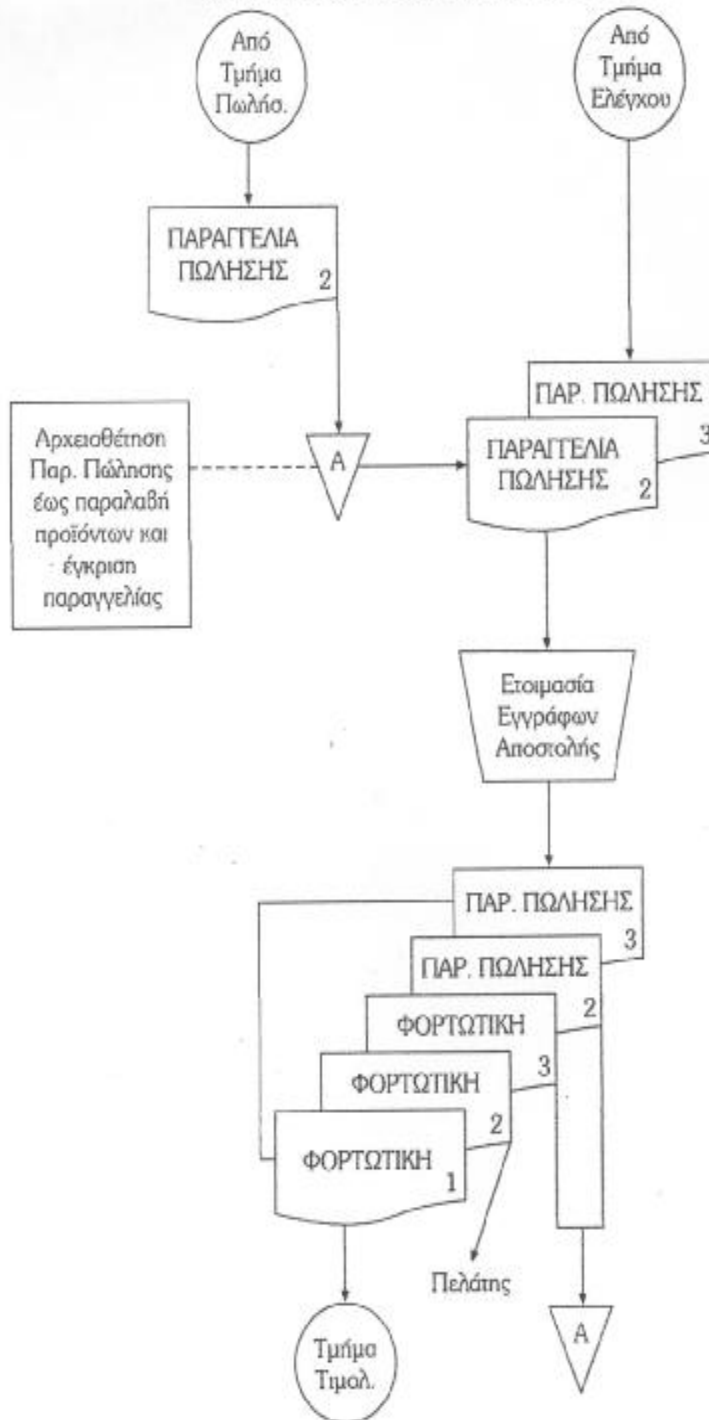 Από
Τμήμα
Πωλήσ.
Από
Τμήμα
Ελέγχου
ΠΑΡΑΓΓΕΛΙΑ
ΠΩΛΗΣΗΣ
2
ΠΑΡ. ΠΩΛΗΣΗΣ
3
Αρχειοθέτηση
Παρ. Πώλησης
έως παραλαβή
προϊόντων και
έγκριση
παραγγελίας
Α
ΠΑΡΑΓΓΕΛΙΑ
ΠΩΛΗΣΗΣ
2
Ετοιμασία
Εγγράφων
Αποστολής
ΠΑΡ. ΠΩΛΗΣΗΣ
3
ΠΑΡ. ΠΩΛΗΣΗΣ
2
ΦΟΡΤΩΤΙΚΗ
3
ΦΟΡΤΩΤΙΚΗ
2
ΦΟΡΤΩΤΙΚΗ
1
Πελάτης
Τμήμα
Τιμολ.
Α